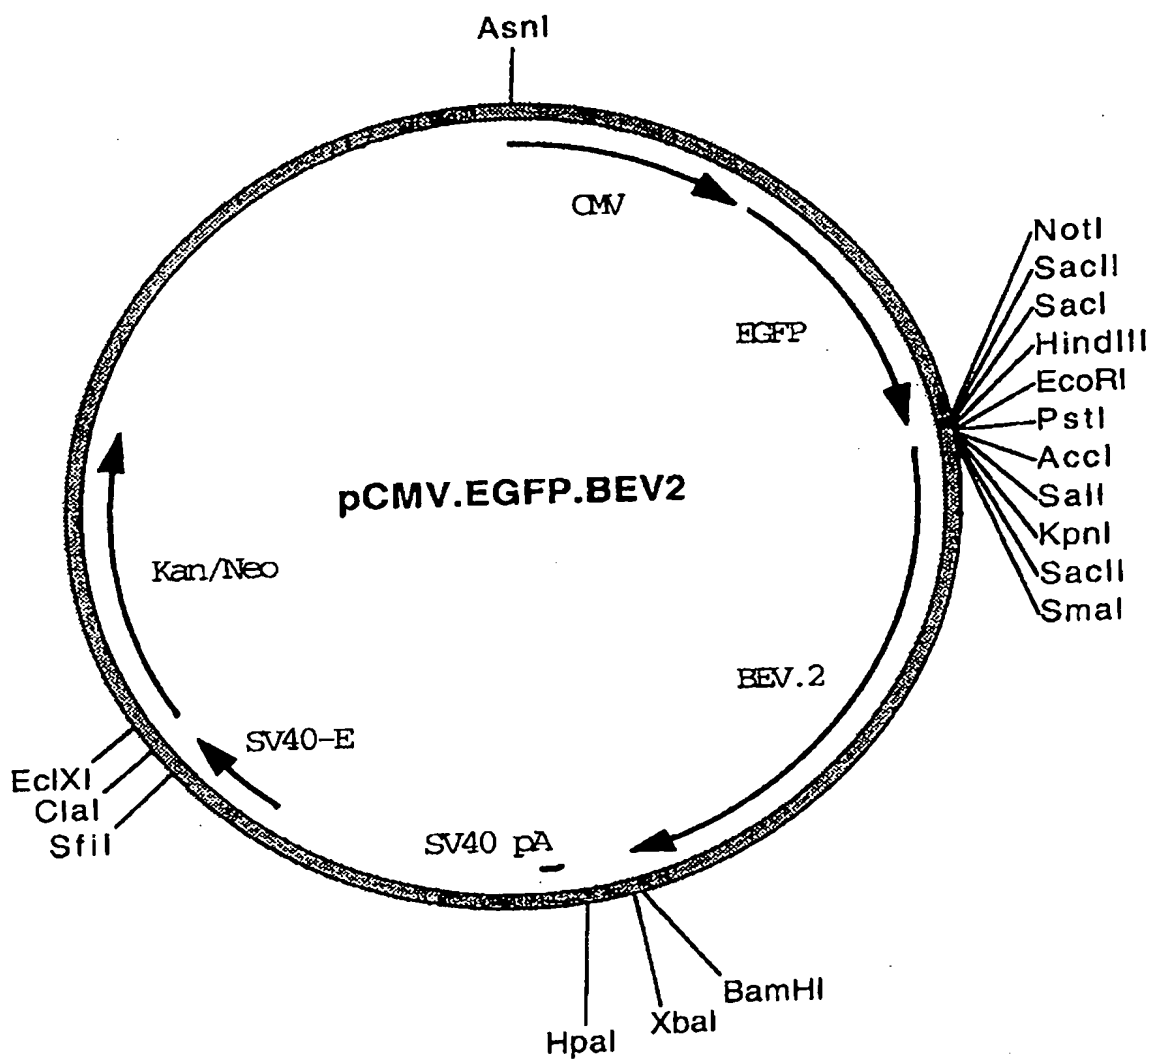 AsnI
CMV
NotI
SacII
SacI
HindIII
EcoRI
PstI
AccI
SalI
KpnI
SacII
SmaI
EGFP
pCMV.EGFP.BEV2
Kan/Neo
BEV.2
SV40-E
EclXI
ClaI
SfiI
SV40 pA
BamHI
XbaI
HpaI